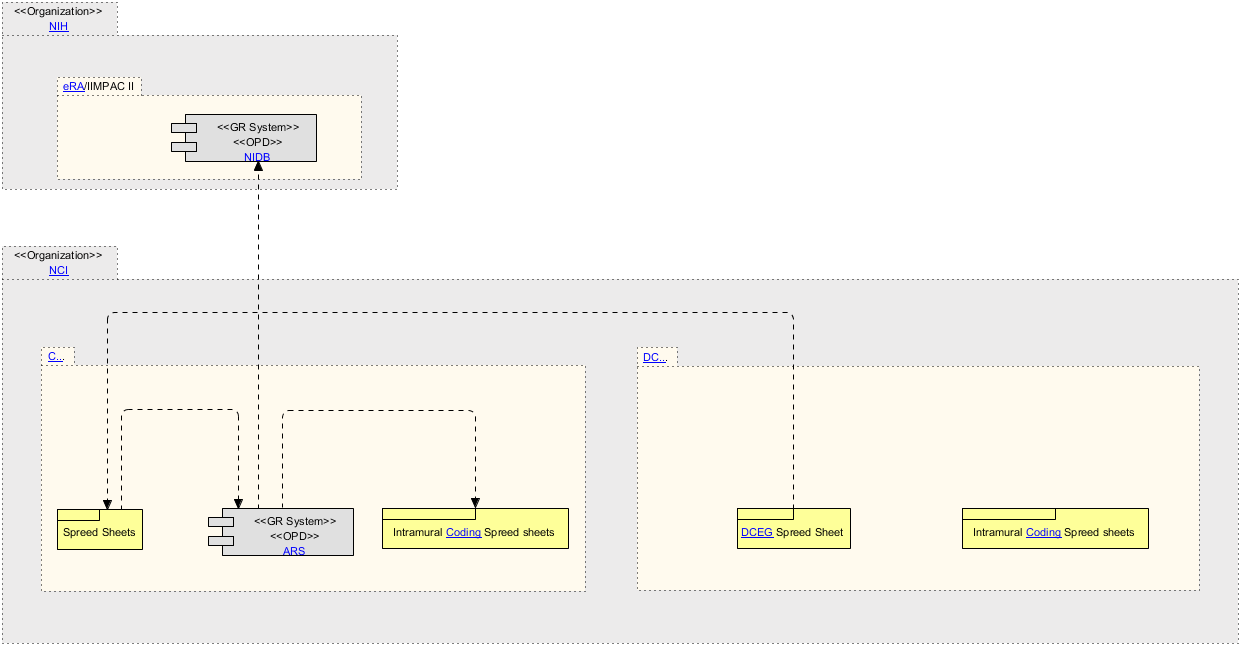 <<Organization>>
NIH
eRA/IIMPAC II
<<GR System>>
<<OPD>>
NIDB
<<Organization>>
NCI
C...
DC...
Spreed Sheets
<<GR System>>
<<OPD>>
ARS
Intramural Coding Spreed sheets
DCEG Spreed Sheet
Intramural Coding Spreed sheets